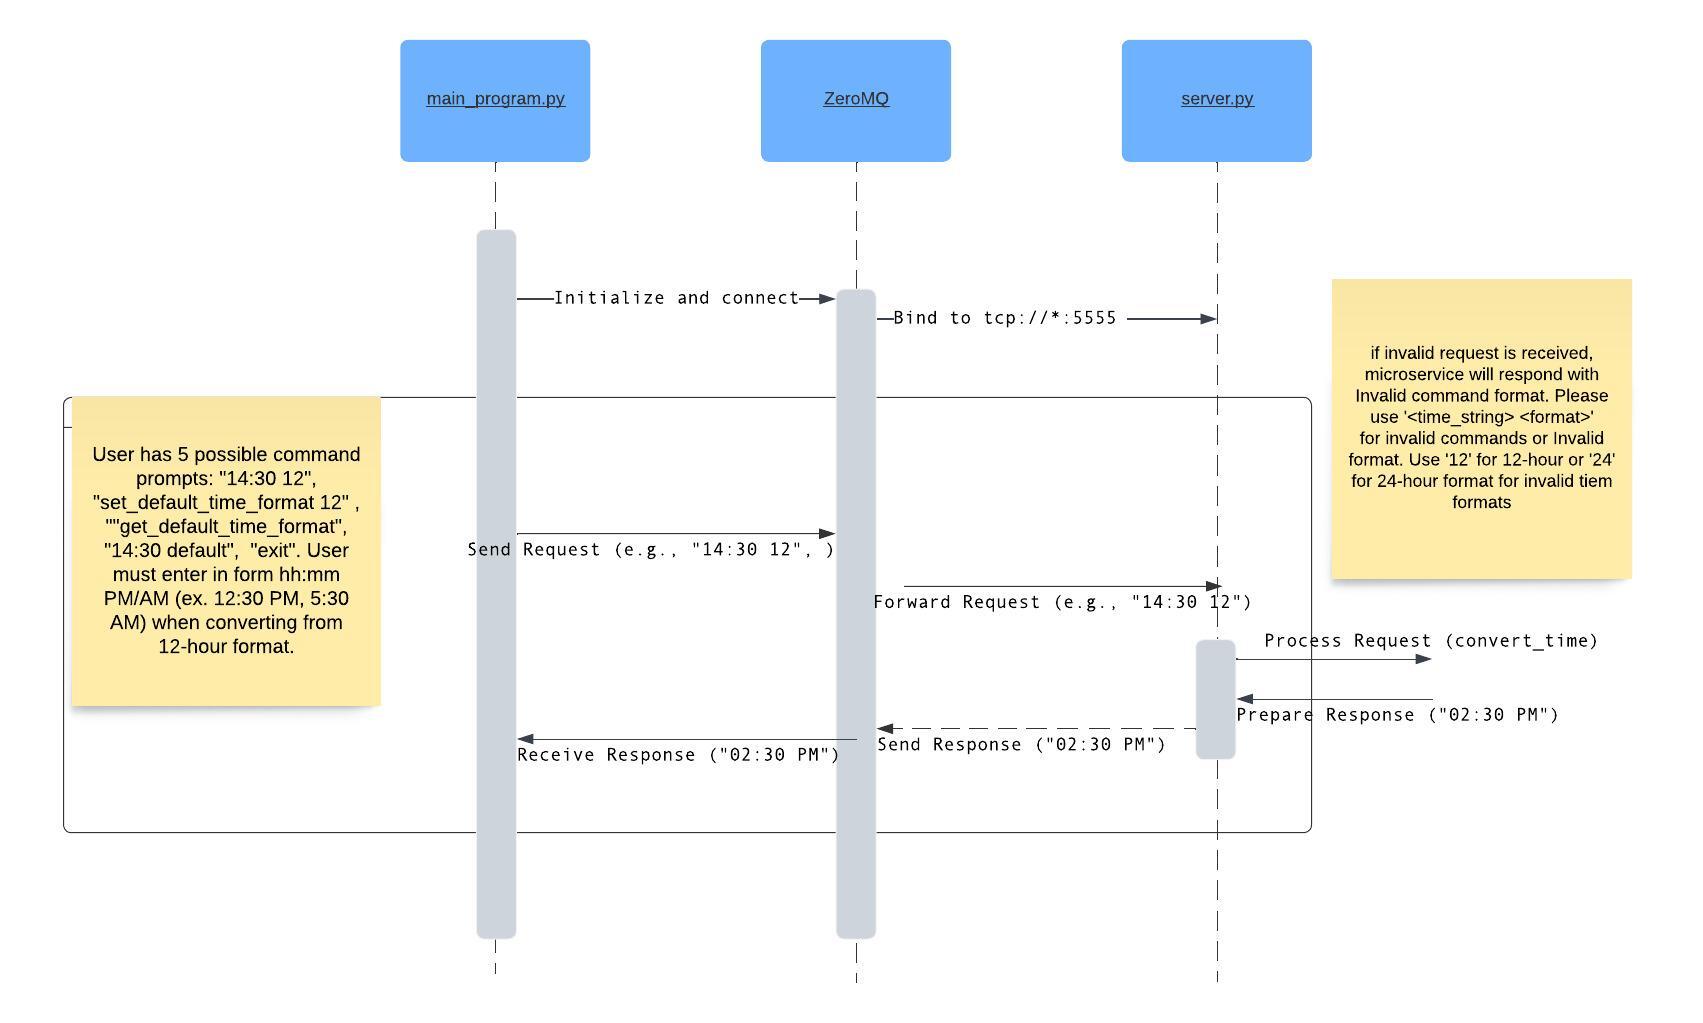 main_program.py
ZeroMQ
server.py
Initialize and connect
Bind to tcp://*:5555
if invalid request is received,
microservice will respond with
Invalid command format. Please
use '<time_string> <format>'
for invalid commands or Invalid
format. Use '12' for 12-hour or '24'
for 24-hour format for invalid tiem
formats
User has 5 possible command
prompts: "14:30 12",
"set_default_time_format 12" ,
""get_default_time_format",
"14:30 default",  "exit". User
must enter in form hh:mm
PM/AM (ex. 12:30 PM, 5:30
AM) when converting from
12-hour format.
Send Request (e.g., "14:30 12", )
Forward Request (e.g., "14:30 12")
Process Request (convert_time)
Prepare Response ("02:30 PM")
Send Response ("02:30 PM")
Receive Response ("02:30 PM")